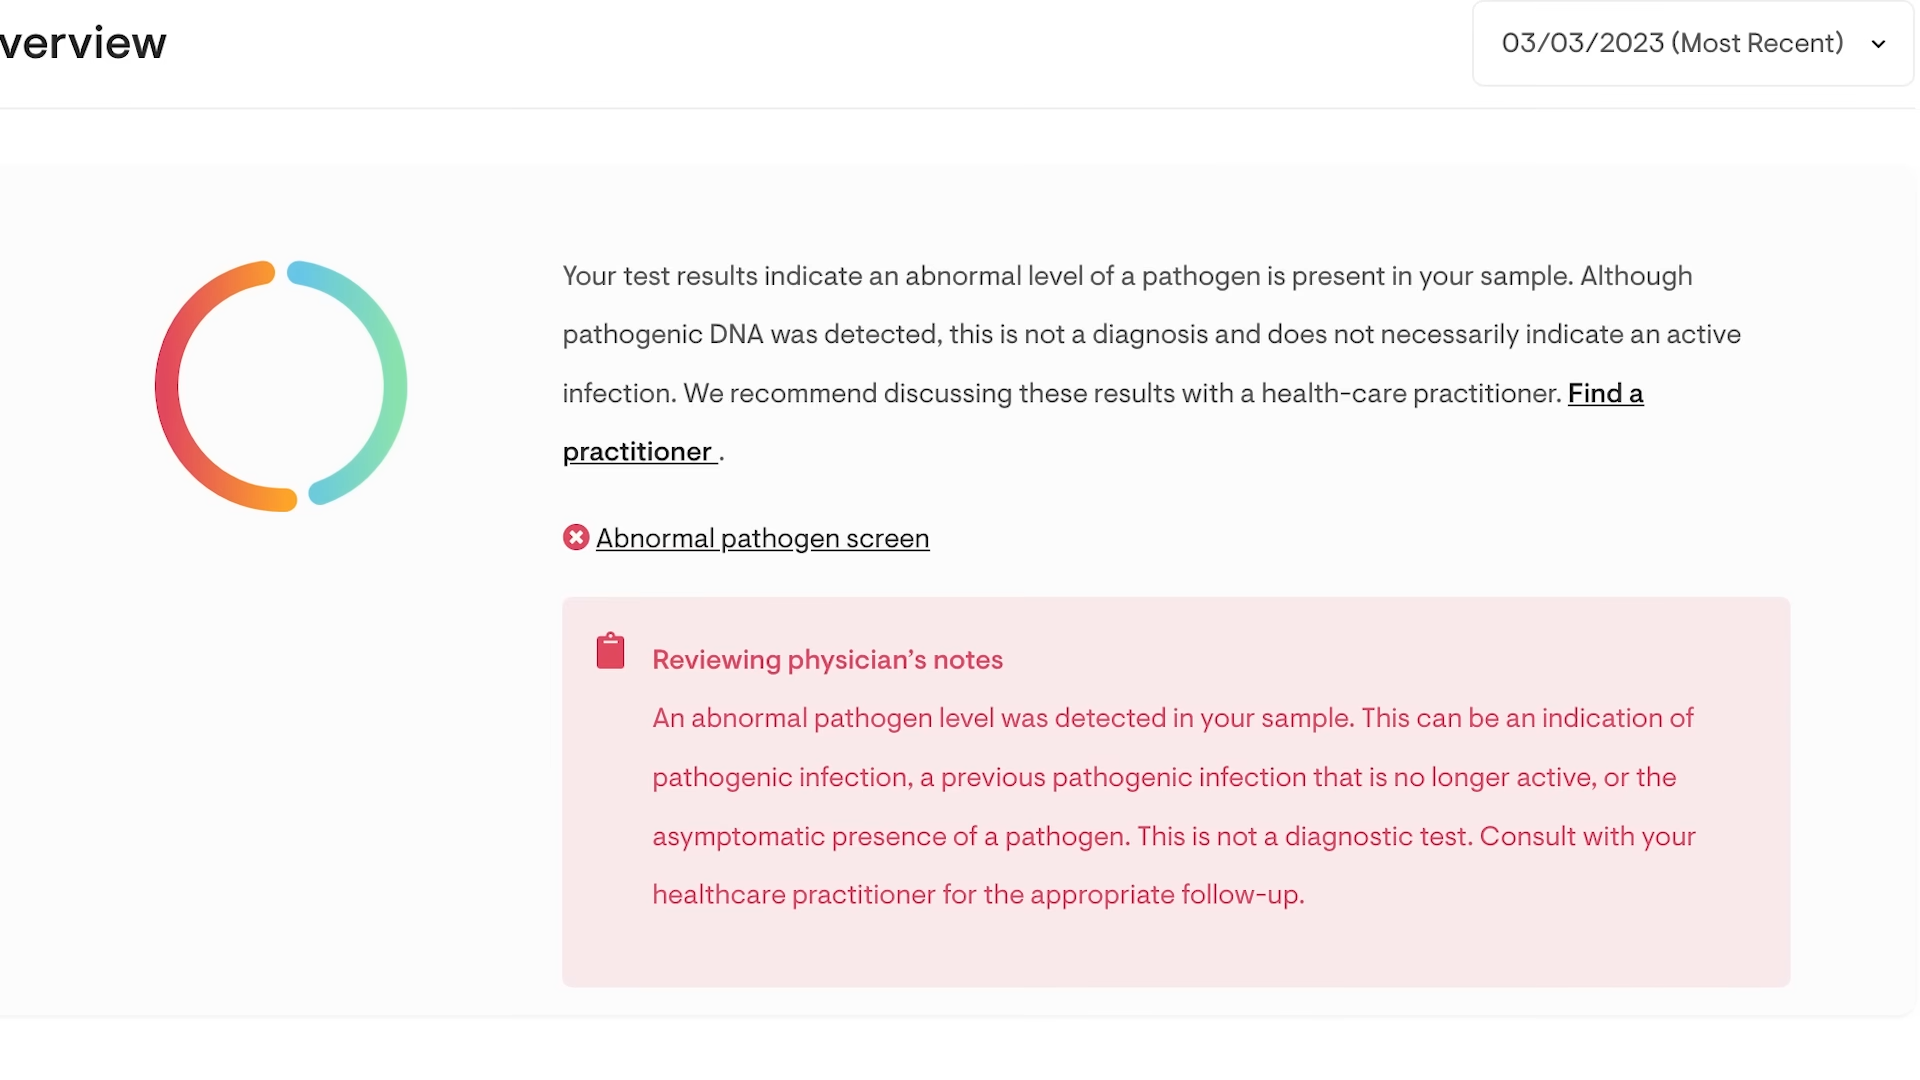 verview
03/03/2023 (Most Recent)
Your test results indicate an abnormal level of a pathogen is present in your sample. Although
pathogenic DNA was detected, this is not a diagnosis and does not necessarily indicate an active
infection. We recommend discussing these results with a health-care practitioner. Find a
practitioner .
Abnormal pathogen screen
Reviewing physician’s notes
An abnormal pathogen level was detected in your sample. This can be an indication of
pathogenic infection, a previous pathogenic infection that is no longer active, or the
asymptomatic presence of a pathogen. This is not a diagnostic test. Consult with your
healthcare practitioner for the appropriate follow-up.